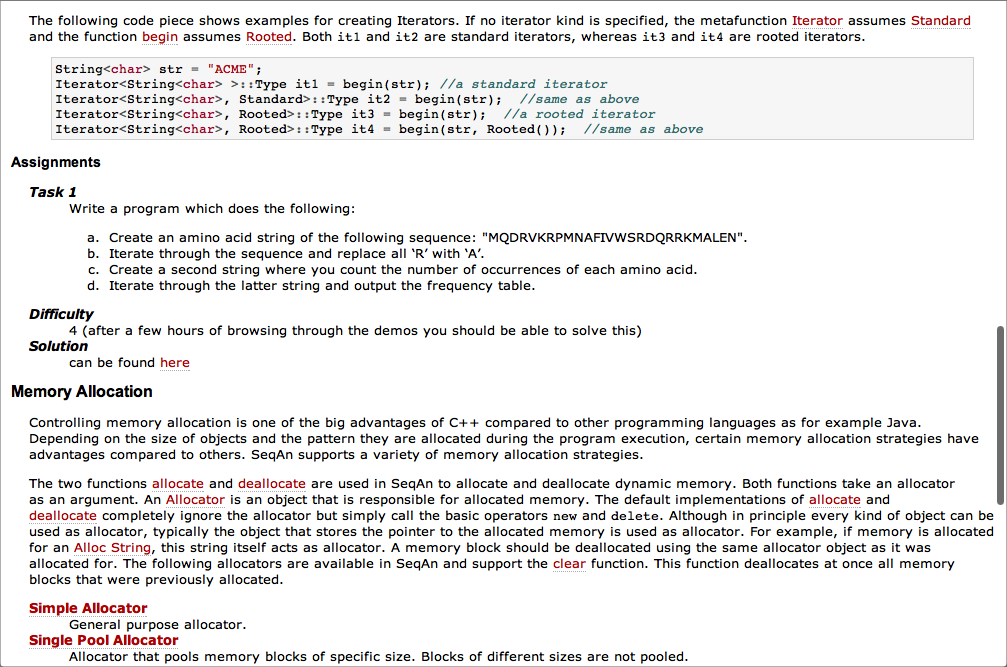 The following code piece shows examples for creating Iterators. If no iterator kind is specified, the metafunction Iterator assumes Standard
and the function begin assumes Rooted. Both it1 and it2 are standard iterators, whereas it3 and it4 are rooted iterators.
String<char> str = "ACME";
Iterator<String<char> >::Type it1 = begin(str); //a standard iterator
Iterator<String<char>, Standard>::Type it2 = begin(str);  //same as above
Iterator<String<char>, Rooted>::Type it3 = begin(str);  //a rooted iterator
Iterator<String<char>, Rooted>::Type it4 = begin(str, Rooted());  //same as above
Assignments
Task 1
Write a program which does the following:
a. Create an amino acid string of the following sequence: "MQDRVKRPMNAFIVWSRDQRRKMALEN".
b. Iterate through the sequence and replace all ‘R’ with ‘A’.
c. Create a second string where you count the number of occurrences of each amino acid.
d. Iterate through the latter string and output the frequency table.
Difficulty
4 (after a few hours of browsing through the demos you should be able to solve this)
Solution
can be found here
Memory Allocation
Controlling memory allocation is one of the big advantages of C++ compared to other programming languages as for example Java.
Depending on the size of objects and the pattern they are allocated during the program execution, certain memory allocation strategies have
advantages compared to others. SeqAn supports a variety of memory allocation strategies.
The two functions allocate and deallocate are used in SeqAn to allocate and deallocate dynamic memory. Both functions take an allocator
as an argument. An Allocator is an object that is responsible for allocated memory. The default implementations of allocate and
deallocate completely ignore the allocator but simply call the basic operators new and delete. Although in principle every kind of object can be
used as allocator, typically the object that stores the pointer to the allocated memory is used as allocator. For example, if memory is allocated
for an Alloc String, this string itself acts as allocator. A memory block should be deallocated using the same allocator object as it was
allocated for. The following allocators are available in SeqAn and support the clear function. This function deallocates at once all memory
blocks that were previously allocated.
Simple Allocator
General purpose allocator.
Single Pool Allocator
Allocator that pools memory blocks of specific size. Blocks of different sizes are not pooled.